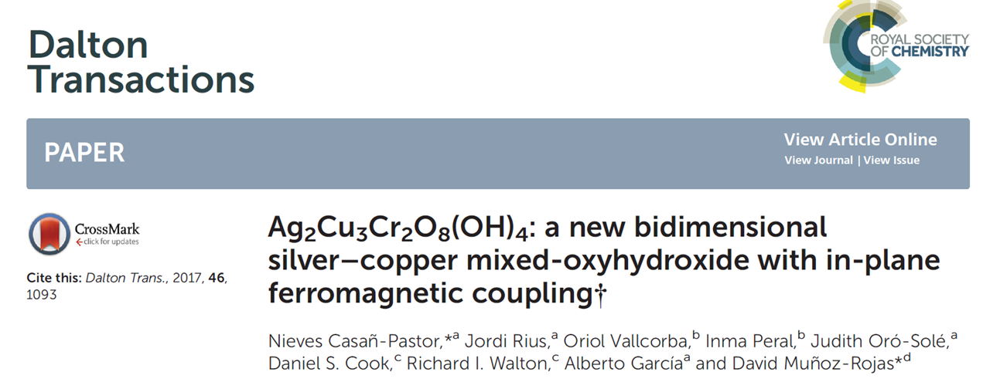 Dalton
Transactions
ROYAL SOCIETY
OF CHEMISTRY
PAPER
View Article Online
View Journal | View Issue
CrossMark
click for updates
Cite this: Dalton Trans., 2017, 46,
1093
Ag₂Cu₃Cr₂O₈(OH)₄: a new bidimensional
silver–copper mixed-oxyhydroxide with in-plane
ferromagnetic coupling†
Nieves Casañ-Pastor,*ᵃ Jordi Rius,ᵃ Oriol Vallcorba,ᵇ Inma Peral,ᵇ Judith Oró-Solé,ᵃ
Daniel S. Cook,ᶜ Richard I. Walton,ᶜ Alberto Garcíaᵃ and David Muñoz-Rojas*ᵈ